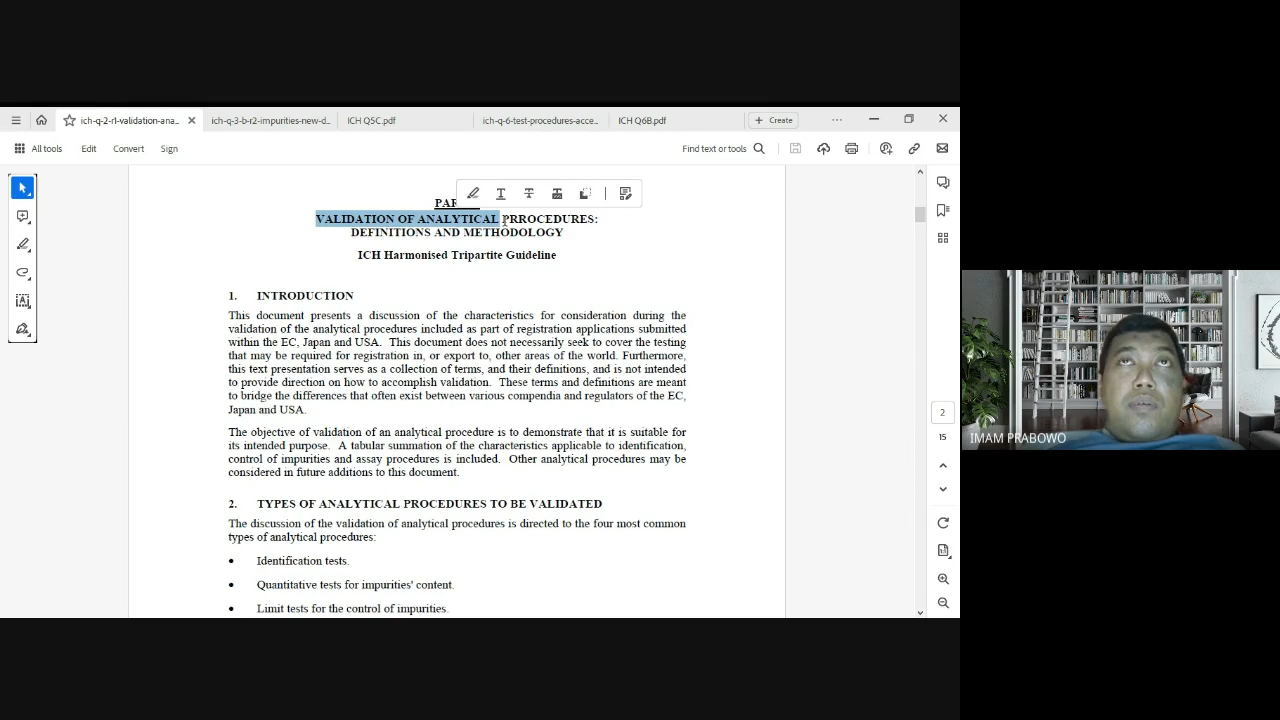 ich-q-2-r1-validation-ana...
ich-q-3-b-r2-impurities-new-d...
ICH Q5C.pdf
ich-q-6-test-procedures-acce...
ICH Q6B.pdf
Create
All tools
Edit
Convert
Sign
Find text or tools
VALIDATION OF ANALYTICAL PRROCEDURES:
DEFINITIONS AND METHODOLOGY
ICH Harmonised Tripartite Guideline
1. INTRODUCTION
This document presents a discussion of the characteristics for consideration during the
validation of the analytical procedures included as part of registration applications submitted
within the EC, Japan and USA. This document does not necessarily seek to cover the testing
that may be required for registration in, or export to, other areas of the world. Furthermore,
this text presentation serves as a collection of terms, and their definitions, and is not intended
to provide direction on how to accomplish validation. These terms and definitions are meant
to bridge the differences that often exist between various compendia and regulators of the EC,
Japan and USA.
The objective of validation of an analytical procedure is to demonstrate that it is suitable for
its intended purpose. A tabular summation of the characteristics applicable to identification,
control of impurities and assay procedures is included. Other analytical procedures may be
considered in future additions to this document.
2. TYPES OF ANALYTICAL PROCEDURES TO BE VALIDATED
The discussion of the validation of analytical procedures is directed to the four most common
types of analytical procedures:
• Identification tests.
• Quantitative tests for impurities' content.
• Limit tests for the control of impurities.
2
15
IMAM PRABOWO